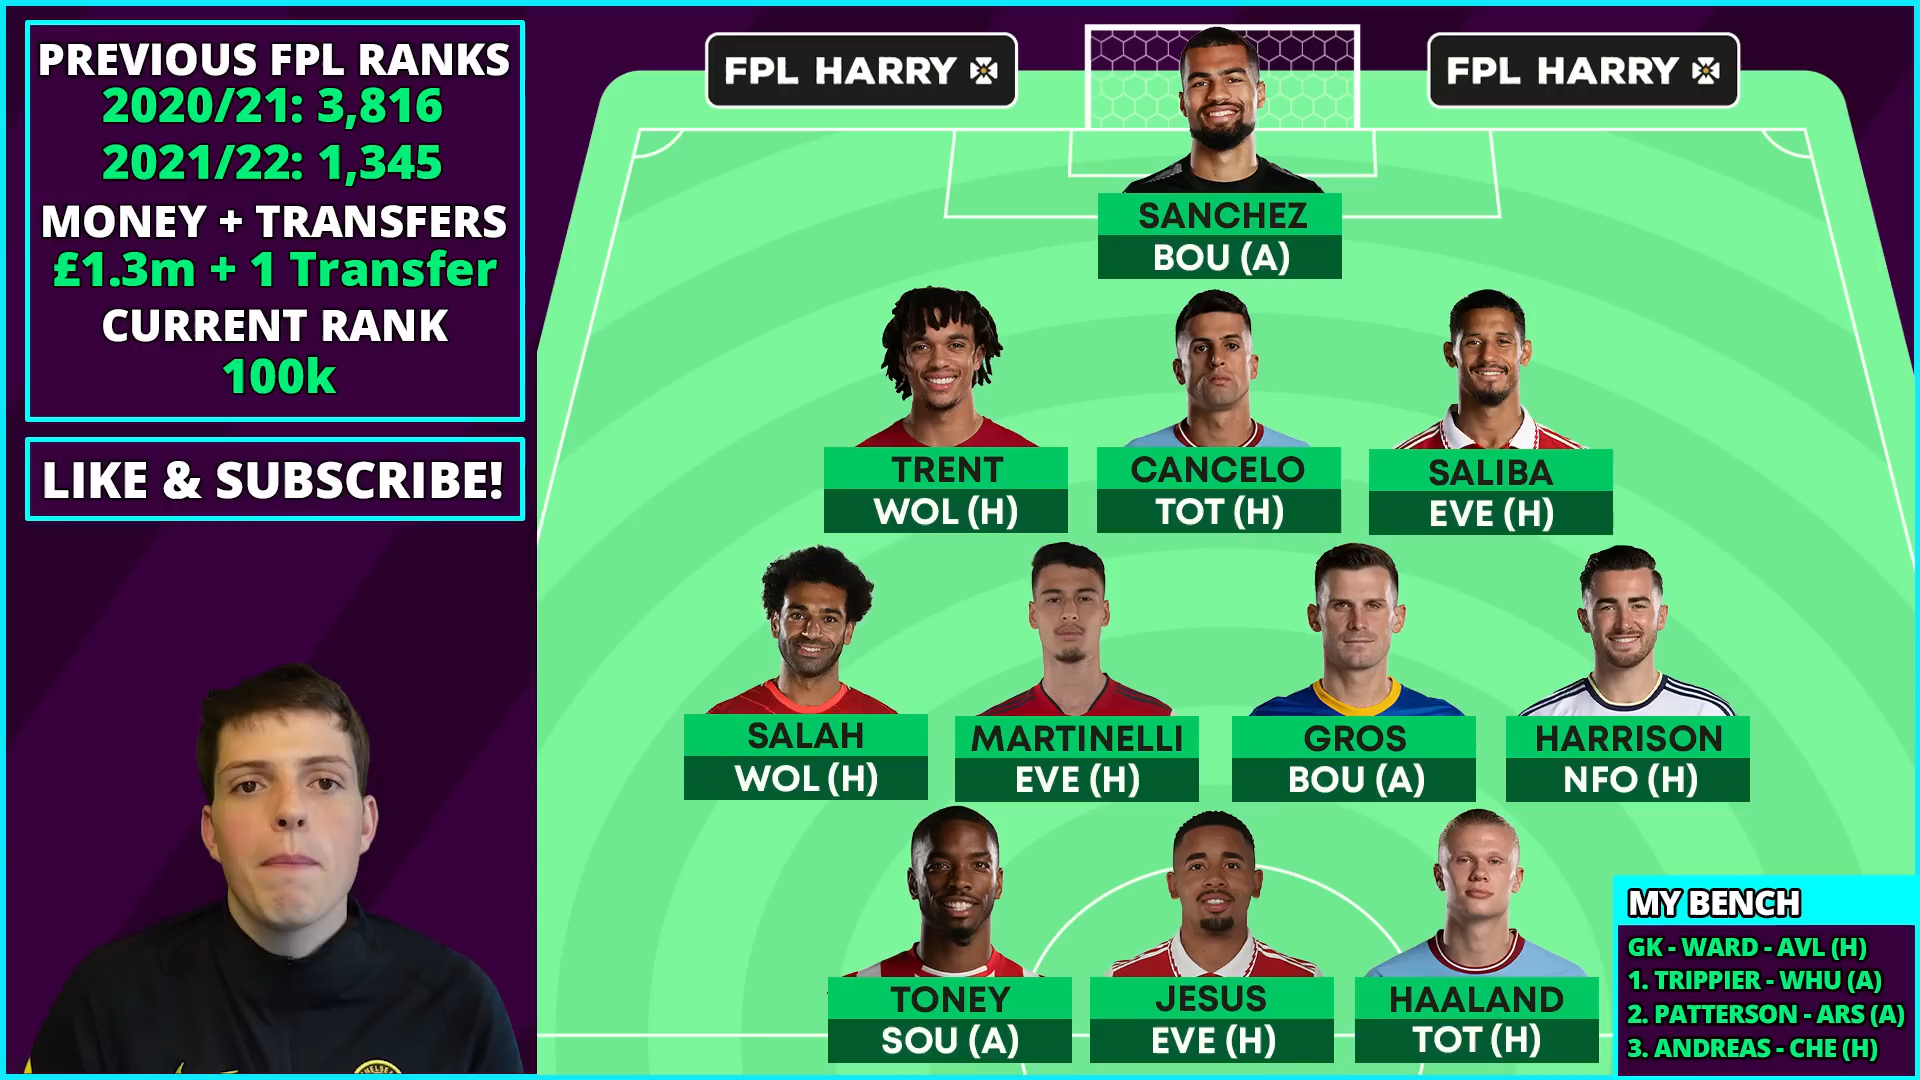 PREVIOUS FPL RANKS
2020/21: 3,816
2021/22: 1,345
MONEY + TRANSFERS
£1.3m + 1 Transfer
CURRENT RANK
100k
LIKE & SUBSCRIBE!
FPL HARRY
FPL HARRY
SANCHEZ
BOU (A)
TRENT
WOL (H)
CANCELO
TOT (H)
SALIBA
EVE (H)
SALAH
WOL (H)
MARTINELLI
EVE (H)
GROS
BOU (A)
HARRISON
NFO (H)
TONEY
SOU (A)
JESUS
EVE (H)
HAALAND
TOT (H)
MY BENCH
GK - WARD - AVL (H)
1. TRIPPIER - WHU (A)
2. PATTERSON - ARS (A)
3. ANDREAS - CHE (H)